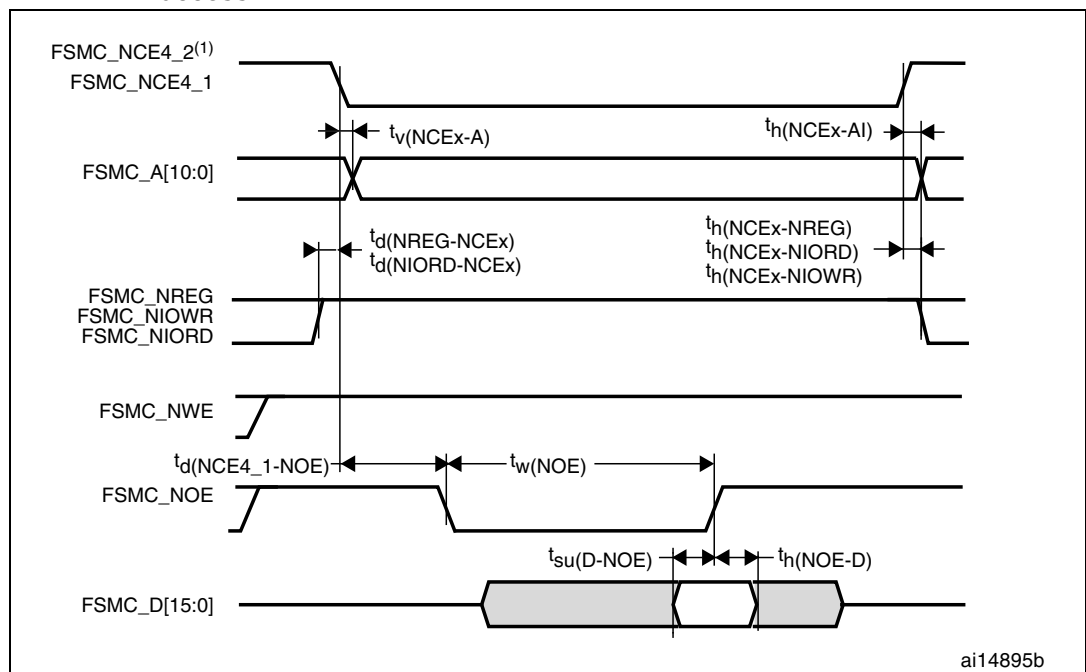 FSMC_NCE4_2(1)
FSMC_NCE4_1
tv(NCEx-A)
th(NCEx-AI)
FSMC_A[10:0]
td(NREG-NCEx)
td(NIORD-NCEx)
th(NCEx-NREG)
th(NCEx-NIORD)
th(NCEx-NIOWR)
FSMC_NREG
FSMC_NIOWR
FSMC_NIORD
FSMC_NWE
td(NCE4_1-NOE)
tw(NOE)
FSMC_NOE
tsu(D-NOE)
th(NOE-D)
FSMC_D[15:0]
ai14895b